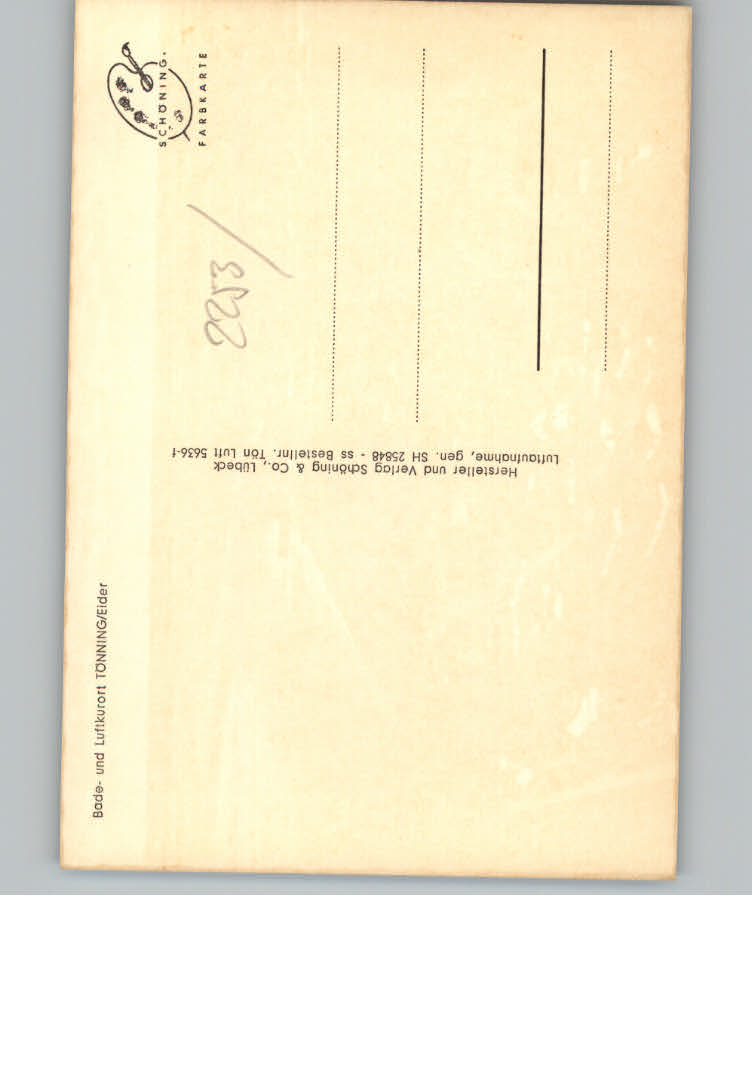 Bade- und Luftkurort TÖNNING/Eider
Hersteller und Verlag Schöning & Co., Lübeck
Luftaufnahme, gen. SH 25848 - ss Bestellnr. Tön Luft 5636-f
SCHÖNING.
FARBKARTE
2253/